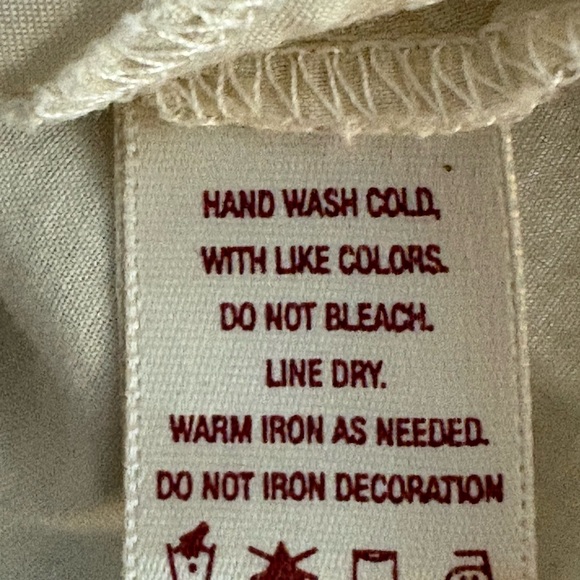 HAND WASH COLD,
WITH LIKE COLORS.
DO NOT BLEACH.
LINE DRY.
WARM IRON AS NEEDED.
DO NOT IRON DECORATION